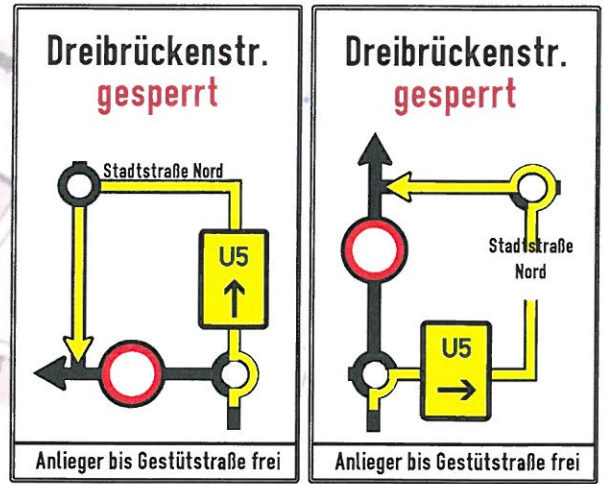 Dreibrückenstr.
gesperrt
Stadtstraße Nord
U5
Anlieger bis Gestütstraße frei
Dreibrückenstr.
gesperrt
Stadtstraße
Nord
U5
Anlieger bis Gestütstraße frei